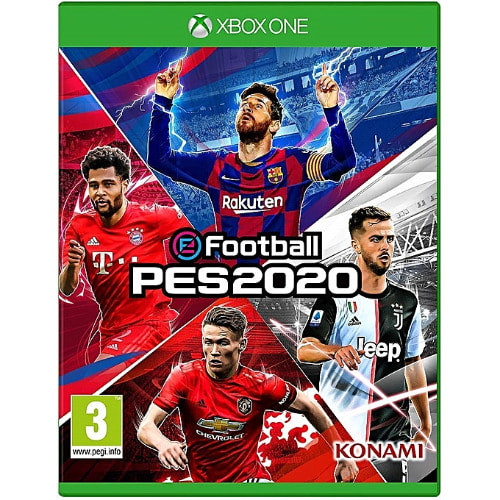 XBOX ONE
Rakuten
T
eFootball
PES2020
Jeep
CHEVROLET
3
www.pegi.info
KONAMI